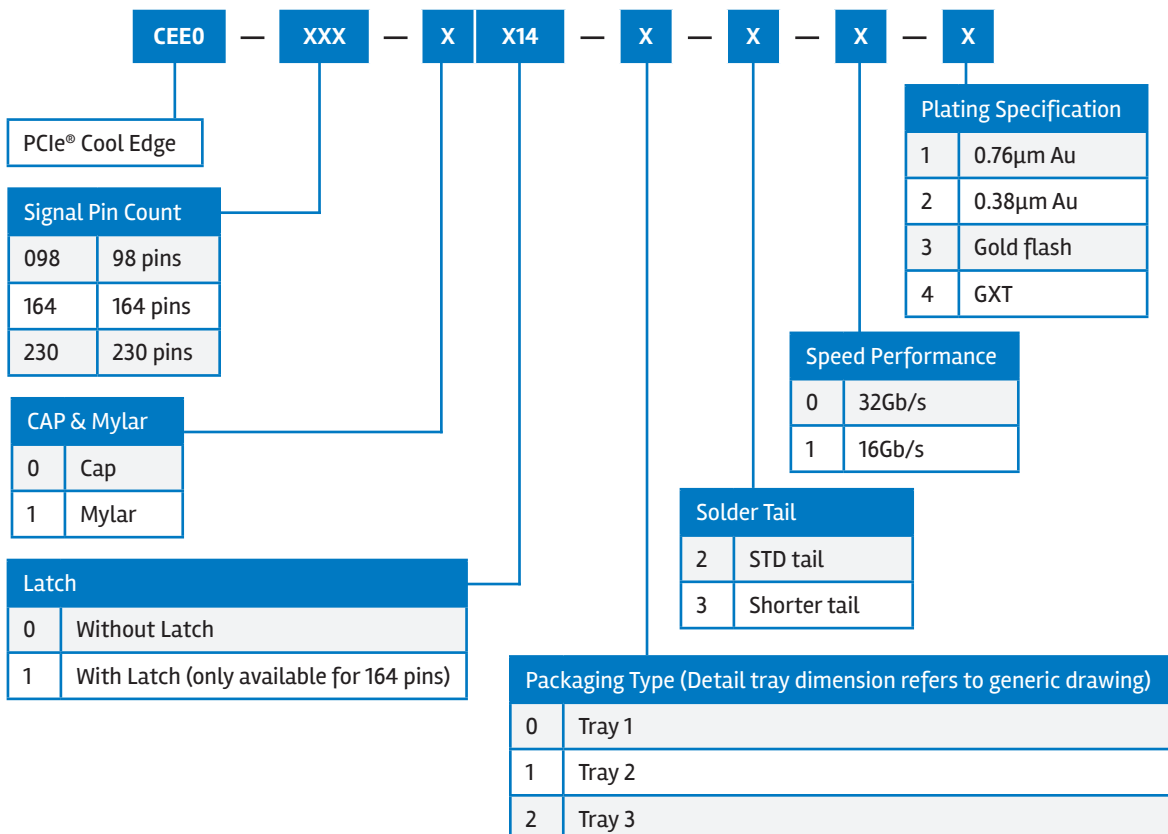 CEE0 — XXX — X X14 — X — X — X — X
PCIe® Cool Edge
Signal Pin Count
098 98 pins
164 164 pins
230 230 pins
CAP & Mylar
0 Cap
1 Mylar
Latch
0 Without Latch
1 With Latch (only available for 164 pins)
Packaging Type (Detail tray dimension refers to generic drawing)
0 Tray 1
1 Tray 2
2 Tray 3
Solder Tail
2 STD tail
3 Shorter tail
Speed Performance
0 32Gb/s
1 16Gb/s
Plating Specification
1 0.76µm Au
2 0.38µm Au
3 Gold flash
4 GXT